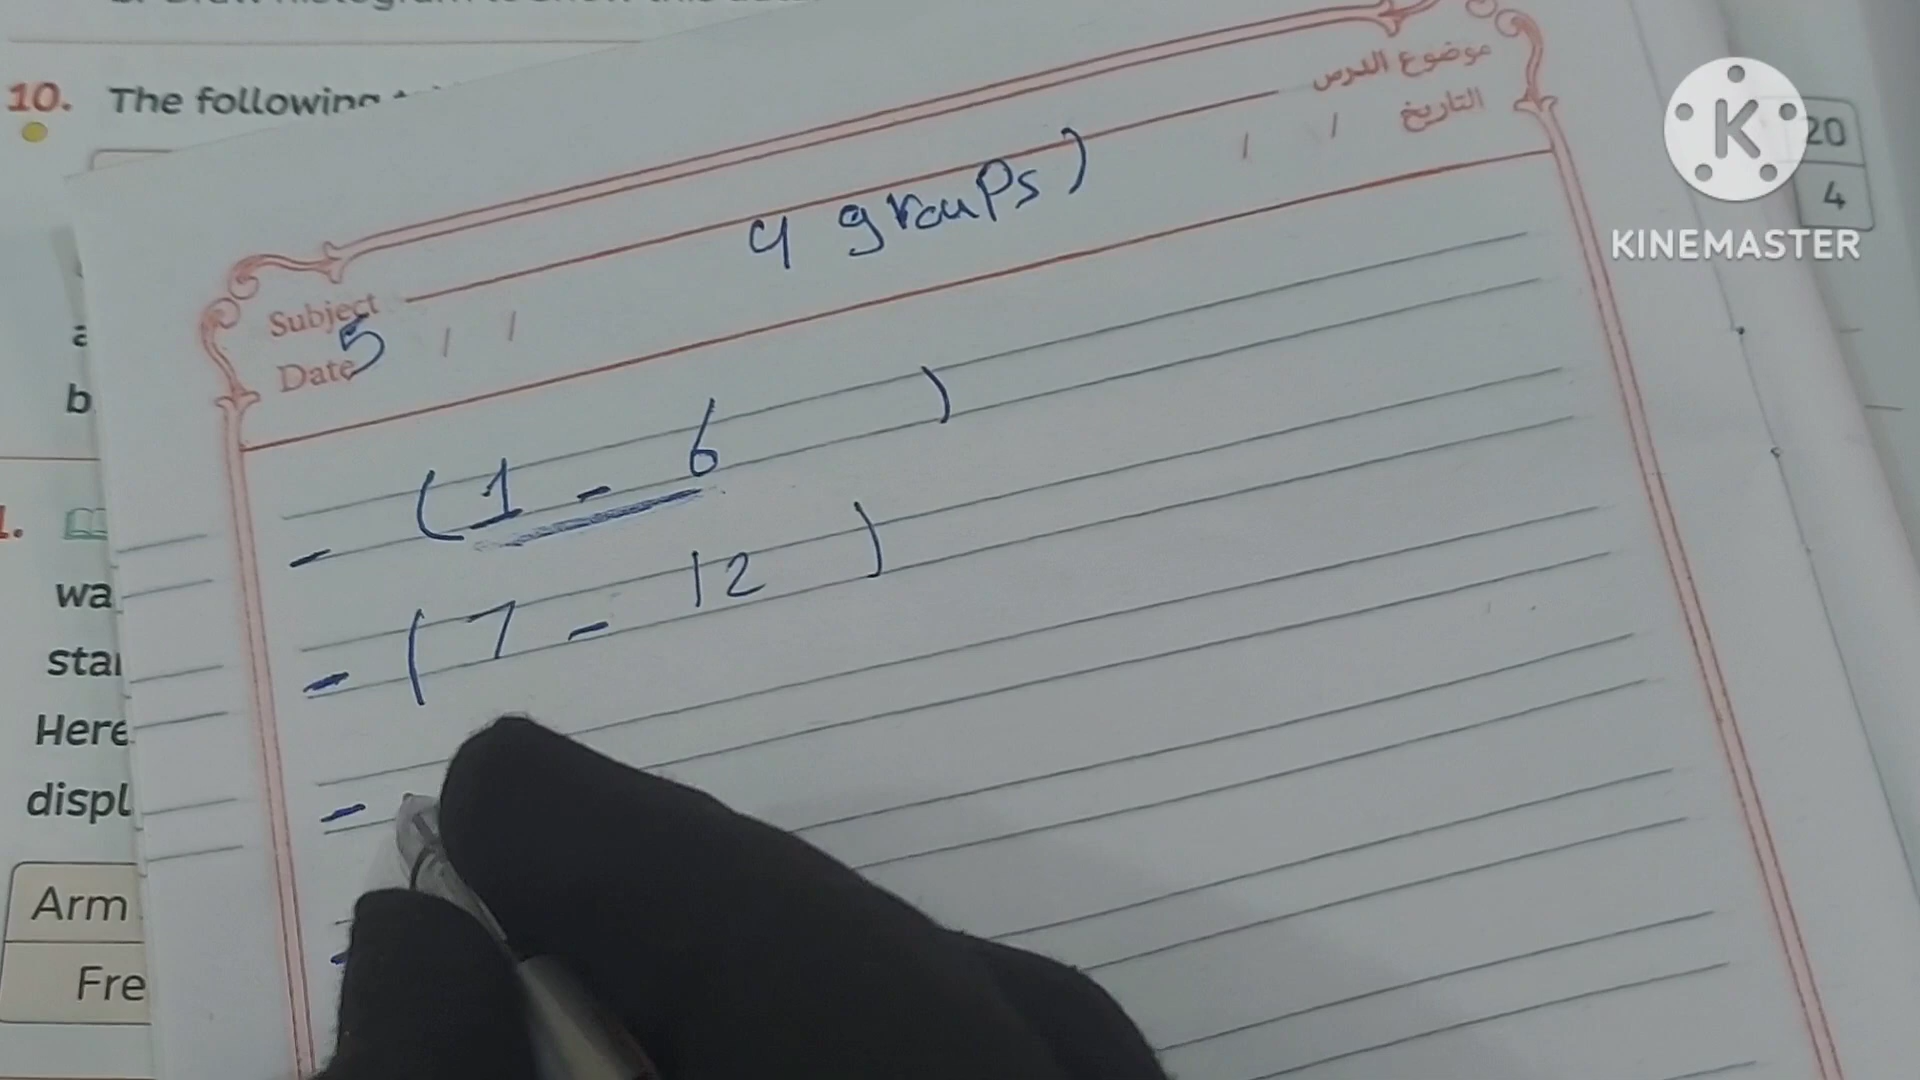 10. The following
موضوع الدرس
التاريخ / /
20
4
KINEMASTER
4 groups)
Subject
Date / /
5
b
- (1 - 6 )
- (7 - 12 )
-
-
wa
Here
displ
Arm
Fre